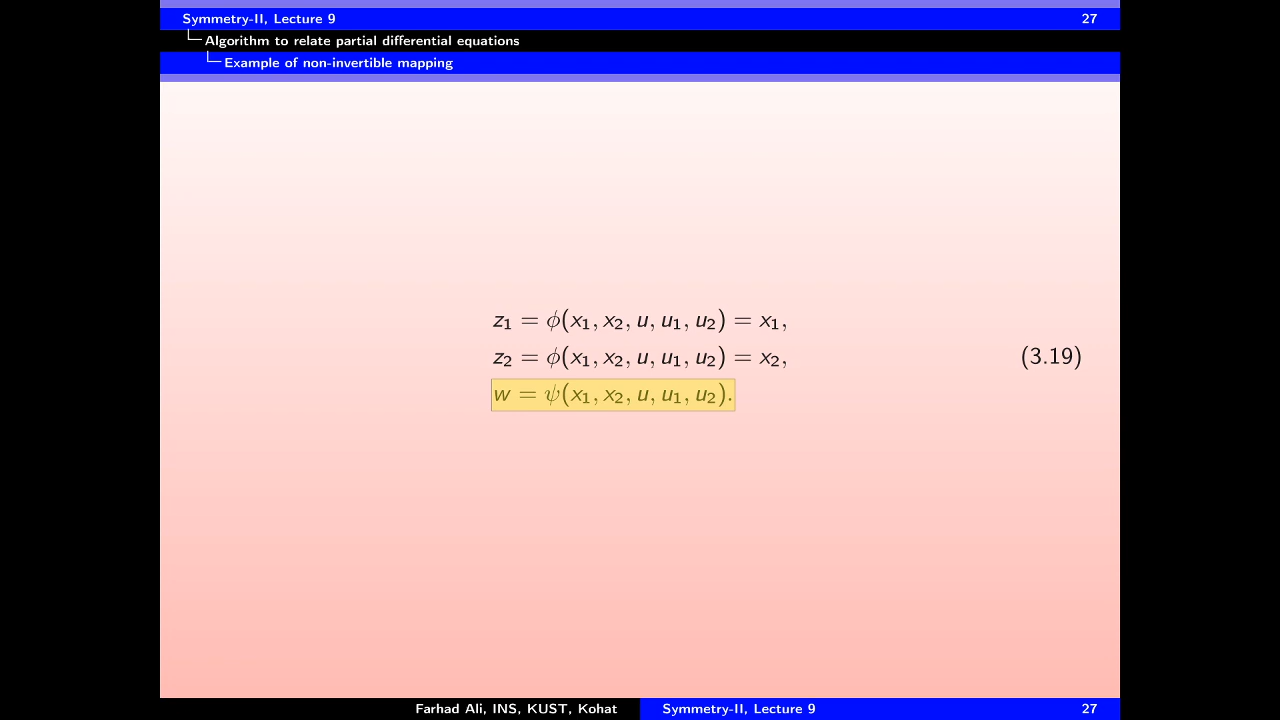 Symmetry-II, Lecture 9 27
Algorithm to relate partial differential equations
Example of non-invertible mapping
z₁ = ϕ(x₁, x₂, u, u₁, u₂) = x₁,
z₂ = ϕ(x₁, x₂, u, u₁, u₂) = x₂, (3.19)
w = ψ(x₁, x₂, u, u₁, u₂).
Farhad Ali, INS, KUST, Kohat Symmetry-II, Lecture 9 27